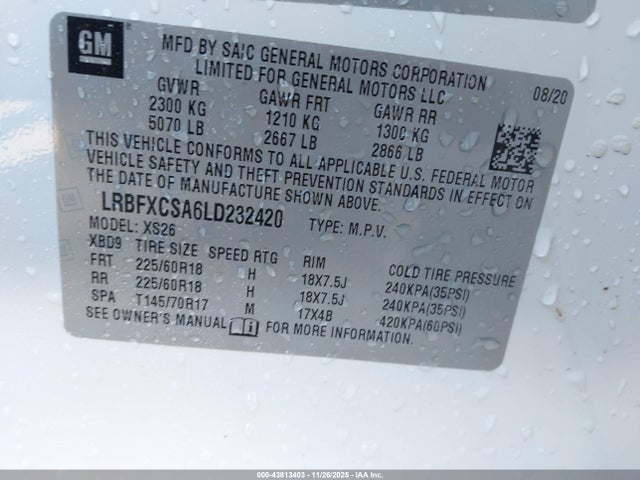 GM
MFD BY SAIC GENERAL MOTORS CORPORATION
LIMITED FOR GENERAL MOTORS LLC
08/20
GVWR GAWR FRT GAWR RR
2300 KG 1210 KG 1300 KG
5070 LB 2667 LB 2866 LB
THIS VEHICLE CONFORMS TO ALL APPLICABLE U.S. FEDERAL MOTOR
VEHICLE SAFETY AND THEFT PREVENTION STANDARDS IN EFFECT ON
THE DATE OF MANUFACTURE SHOWN ABOVE.
LRBFXCSA6LD232420 TYPE: M.P.V.
MODEL: XS26
XBD9 TIRE SIZE SPEED RTG RIM COLD TIRE PRESSURE
FRT 225/60R18 H 18X7.5J 240KPA(35PSI)
RR 225/60R18 H 18X7.5J 240KPA(35PSI)
SPA T145/70R17 M 17X4B 420KPA(60PSI)
SEE OWNER'S MANUAL FOR MORE INFORMATION.
000-43813403 - 11/26/2025 - IAAI.COM